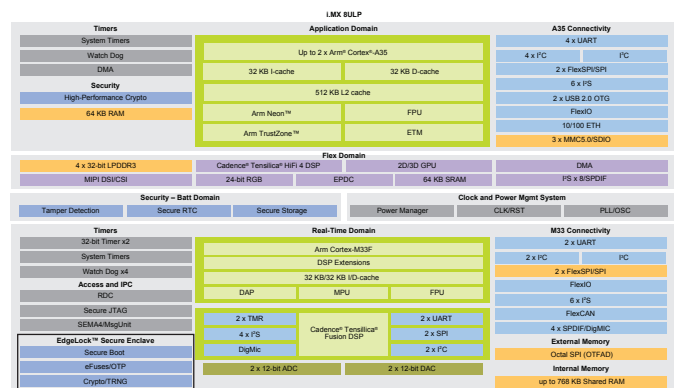 i.MX 8ULP
Timers
System Timers
Watch Dog
DMA
Security
High-Performance Crypto
64 KB RAM
Application Domain
Up to 2 x Arm® Cortex®-A35
32 KB I-cache
32 KB D-cache
512 KB L2 cache
Arm Neon™
FPU
Arm TrustZone™
ETM
A35 Connectivity
4 x UART
4 x I²C
I³C
2 x FlexSPI/SPI
6 x I²S
2 x USB 2.0 OTG
FlexIO
10/100 ETH
3 x MMC5.0/SDIO
Flex Domain
4 x 32-bit LPDDR3
Cadence® Tensilica® HiFi 4 DSP
2D/3D GPU
DMA
MIPI DSI/CSI
24-bit RGB
EPDC
64 KB SRAM
I²S x 8/SPDIF
Security – Batt Domain
Tamper Detection
Secure RTC
Secure Storage
Clock and Power Mgmt System
Power Manager
CLK/RST
PLL/OSC
Timers
32-bit Timer x2
System Timers
Watch Dog x4
Access and IPC
RDC
Secure JTAG
SEMA4/MsgUnit
EdgeLock™ Secure Enclave
Secure Boot
eFuses/OTP
Crypto/TRNG
Real-Time Domain
Arm Cortex-M33F
DSP Extensions
32 KB/32 KB I/D-cache
DAP
MPU
FPU
2 x TMR
4 x I²S
DigMic
Cadence® Tensillica®
Fusion DSP
2 x UART
2 x SPI
2 x I²C
2 x 12-bit ADC
2 x 12-bit DAC
M33 Connectivity
2 x UART
2 x I²C
I³C
2 x FlexSPI/SPI
FlexIO
6 x I²S
FlexCAN
4 x SPDIF/DigMIC
External Memory
Octal SPI (OTFAD)
Internal Memory
up to 768 KB Shared RAM